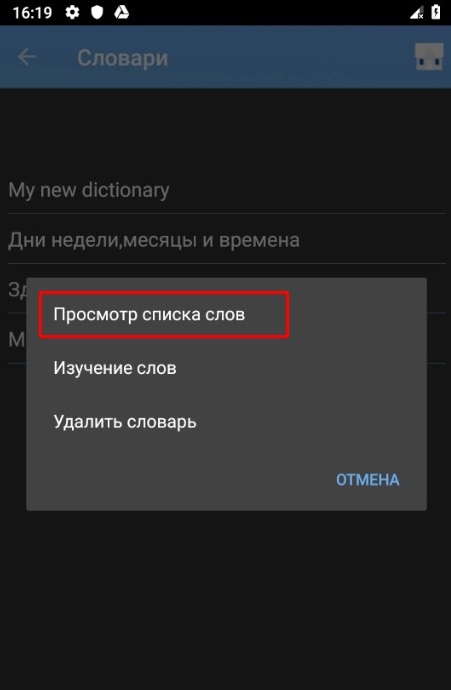 16:19
Словари
My new dictionary
Дни недели,месяцы и времена
Просмотр списка слов
Изучение слов
Удалить словарь
ОТМЕНА